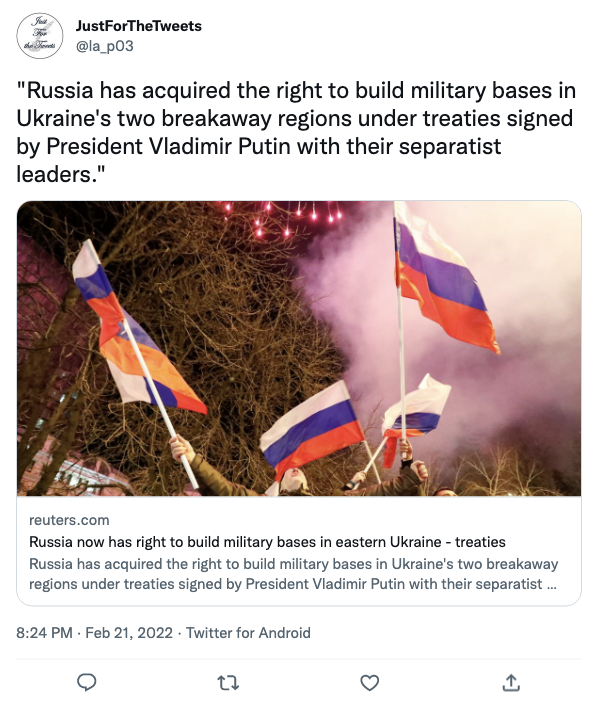 Just
For
the Tweets
JustForTheTweets
@la_p03
"Russia has acquired the right to build military bases in
Ukraine's two breakaway regions under treaties signed
by President Vladimir Putin with their separatist
leaders."
reuters.com
Russia now has right to build military bases in eastern Ukraine - treaties
Russia has acquired the right to build military bases in Ukraine's two breakaway
regions under treaties signed by President Vladimir Putin with their separatist ...
8:24 PM · Feb 21, 2022 · Twitter for Android